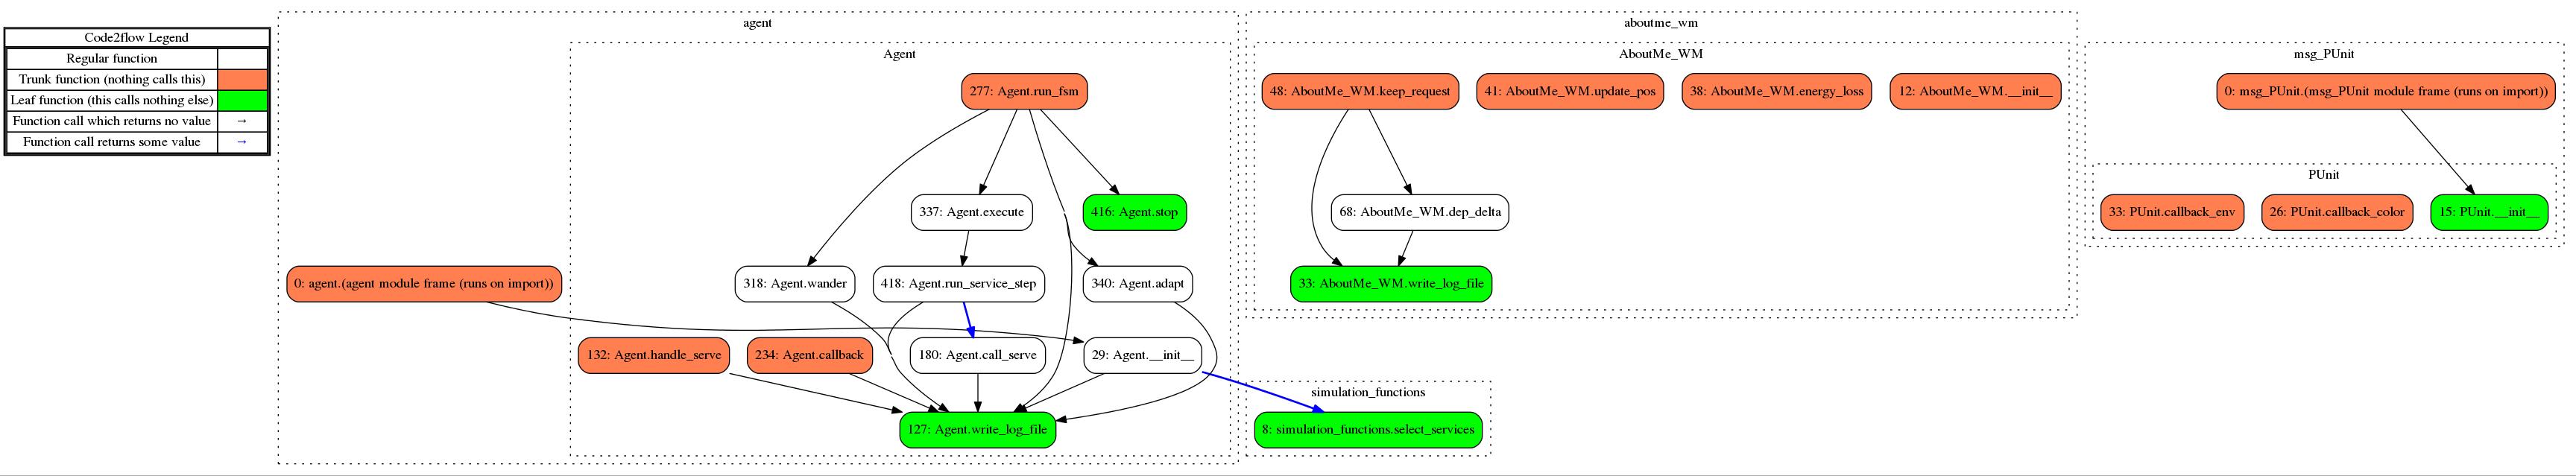 Code2flow Legend
Regular function
Trunk function (nothing calls this)
Leaf function (this calls nothing else)
Function call which returns no value →
Function call returns some value →
agent
Agent
277: Agent.run_fsm
337: Agent.execute
416: Agent.stop
0: agent.(agent module frame (runs on import))
318: Agent.wander
418: Agent.run_service_step
340: Agent.adapt
132: Agent.handle_serve
234: Agent.callback
180: Agent.call_serve
29: Agent.__init__
127: Agent.write_log_file
aboutme_wm
AboutMe_WM
48: AboutMe_WM.keep_request
41: AboutMe_WM.update_pos
38: AboutMe_WM.energy_loss
12: AboutMe_WM.__init__
68: AboutMe_WM.dep_delta
33: AboutMe_WM.write_log_file
simulation_functions
8: simulation_functions.select_services
msg_PUnit
0: msg_PUnit.(msg_PUnit module frame (runs on import))
PUnit
33: PUnit.callback_env
26: PUnit.callback_color
15: PUnit.__init__